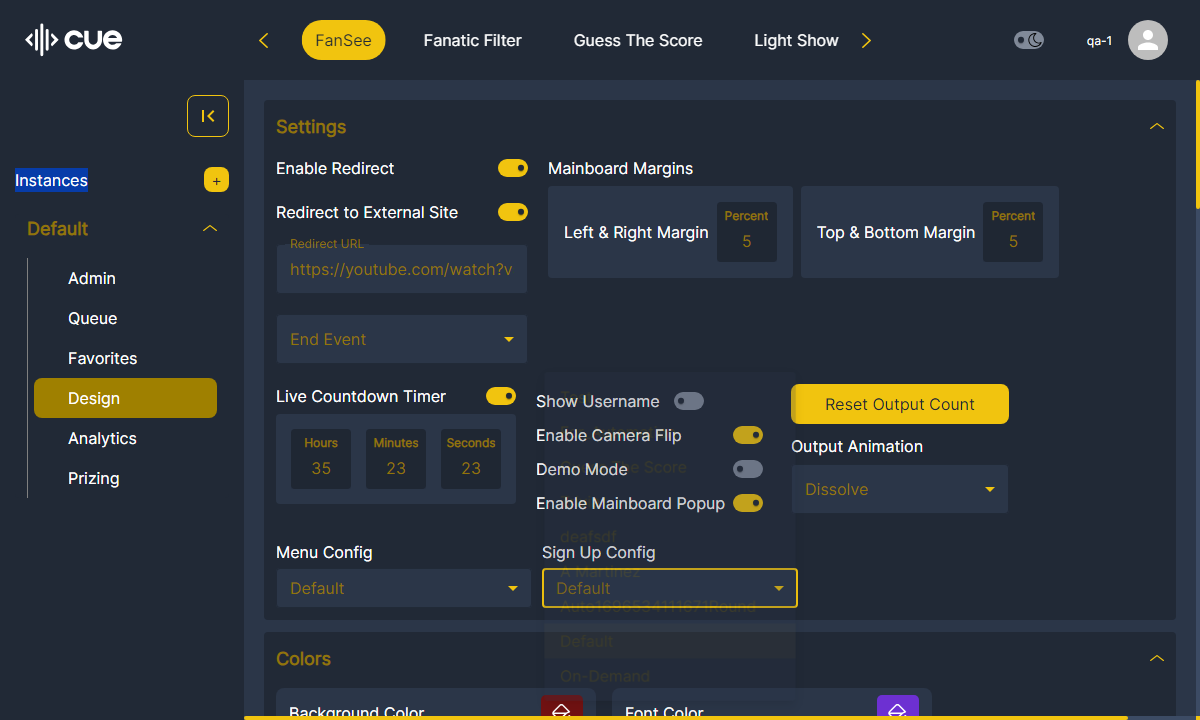 cue
FanSee
Fanatic Filter
Guess The Score
Light Show
qa-1
Instances
+
Default
Admin
Queue
Favorites
Design
Analytics
Prizing
Settings
Enable Redirect
Redirect to External Site
Redirect URL
https://youtube.com/watch?v
End Event
Mainboard Margins
Left & Right Margin
Percent
5
Top & Bottom Margin
Percent
5
Live Countdown Timer
Hours
Minutes
Seconds
35
23
23
Show Username
Enable Camera Flip
Demo Mode
Enable Mainboard Popup
Reset Output Count
Output Animation
Dissolve
Menu Config
Default
Sign Up Config
Default
The Score
deafsdf
A Martinez
Default
On-Demand
Colors
Background Color
Font Color